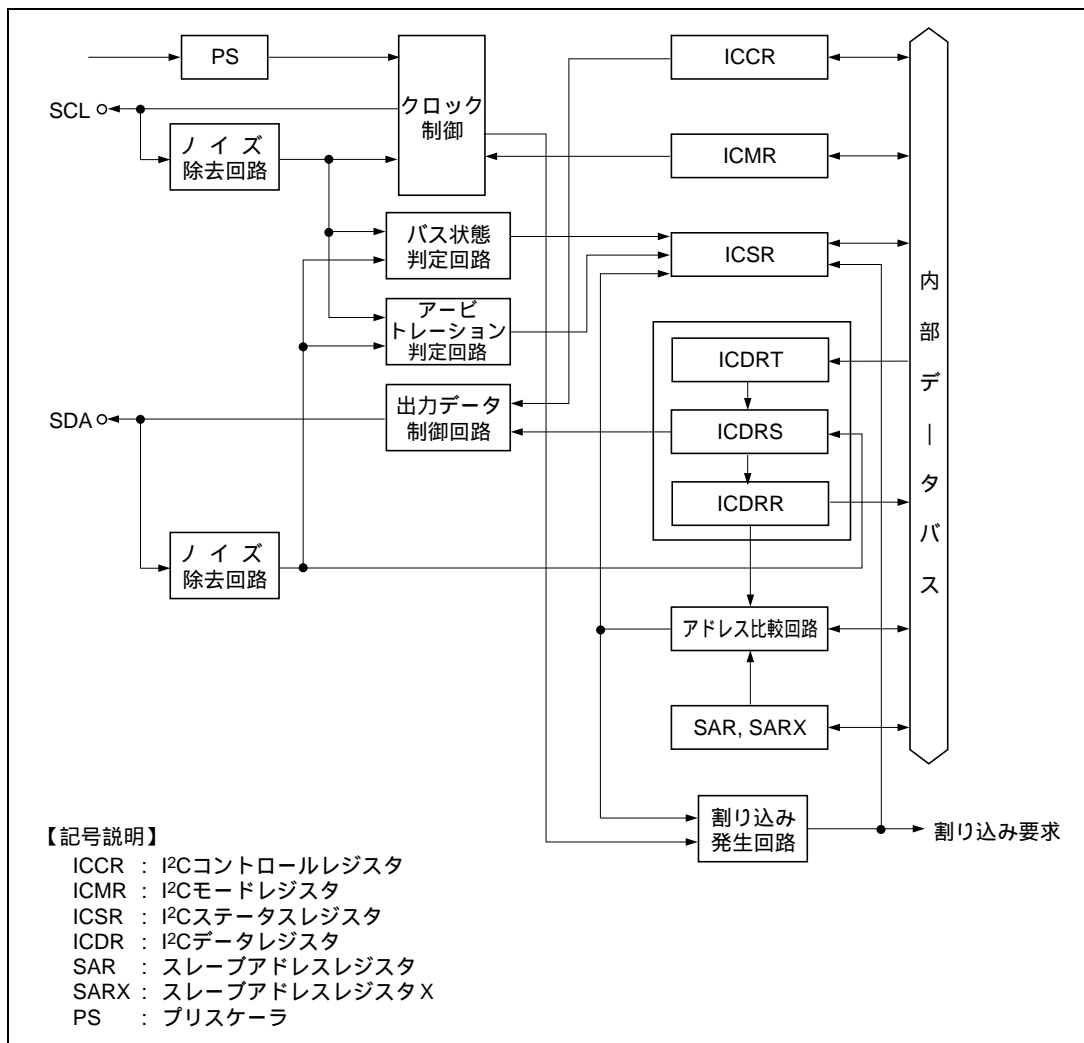 PS
ICCR
SCL
クロック
制御
ノイズ
除去回路
ICMR
バス状態
判定回路
ICSR
アービ
トレーション
判定回路
ICDRT
SDA
出力データ
制御回路
ICDRS
ICDRR
ノイズ
除去回路
アドレス比較回路
SAR, SARX
内部データバス
割り込み
発生回路
割り込み要求
【記号説明】
ICCR : I²Cコントロールレジスタ
ICMR : I²Cモードレジスタ
ICSR : I²Cステータスレジスタ
ICDR : I²Cデータレジスタ
SAR : スレーブアドレスレジスタ
SARX : スレーブアドレスレジスタX
PS : プリスケーラ